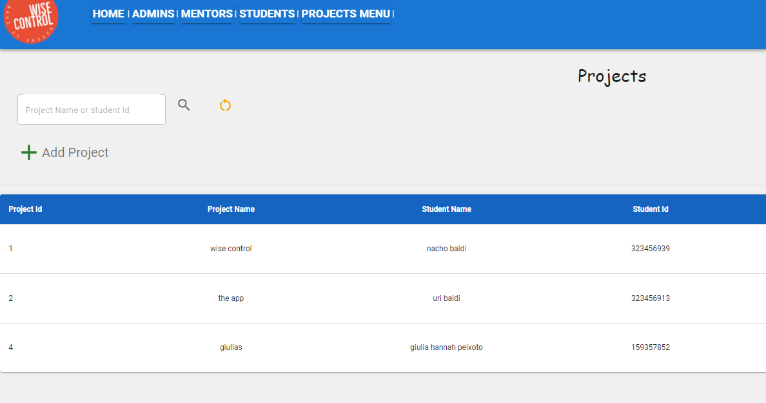 WISE
CONTROL
HOME | ADMINS | MENTORS | STUDENTS | PROJECTS MENU |
Projects
Project Name or student Id
Add Project
Project Id Project Name Student Name Student Id
1 wise control nacho baldi 323456939
2 the app uri baldi 323456913
4 giulias giulia hannah peixoto 159357852